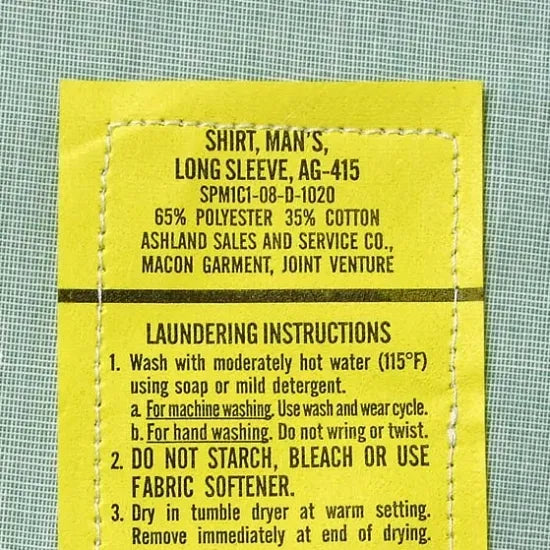 SHIRT, MAN'S,
LONG SLEEVE, AG-415
SPM1C1-08-D-1020
65% POLYESTER 35% COTTON
ASHLAND SALES AND SERVICE CO.,
MACON GARMENT, JOINT VENTURE
LAUNDERING INSTRUCTIONS
1. Wash with moderately hot water (115°F)
using soap or mild detergent.
a. For machine washing. Use wash and wear cycle.
b. For hand washing. Do not wring or twist.
2. DO NOT STARCH, BLEACH OR USE
FABRIC SOFTENER.
3. Dry in tumble dryer at warm setting.
Remove immediately at end of drying.